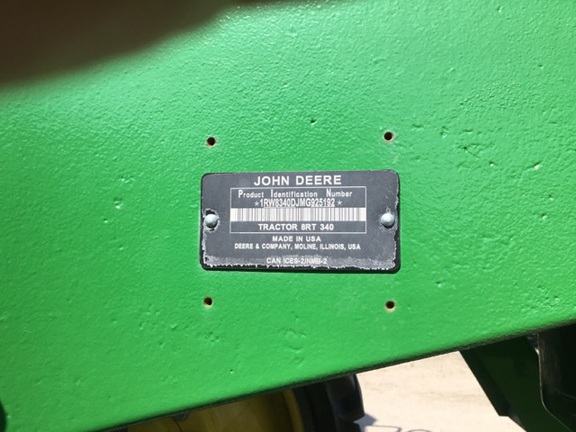 JOHN DEERE
Product Identification Number
*1RW8340DJMG925192*
TRACTOR 8RT 340
MADE IN USA
DEERE & COMPANY, MOLINE, ILLINOIS, USA
CAN ICES-2/NMB-2